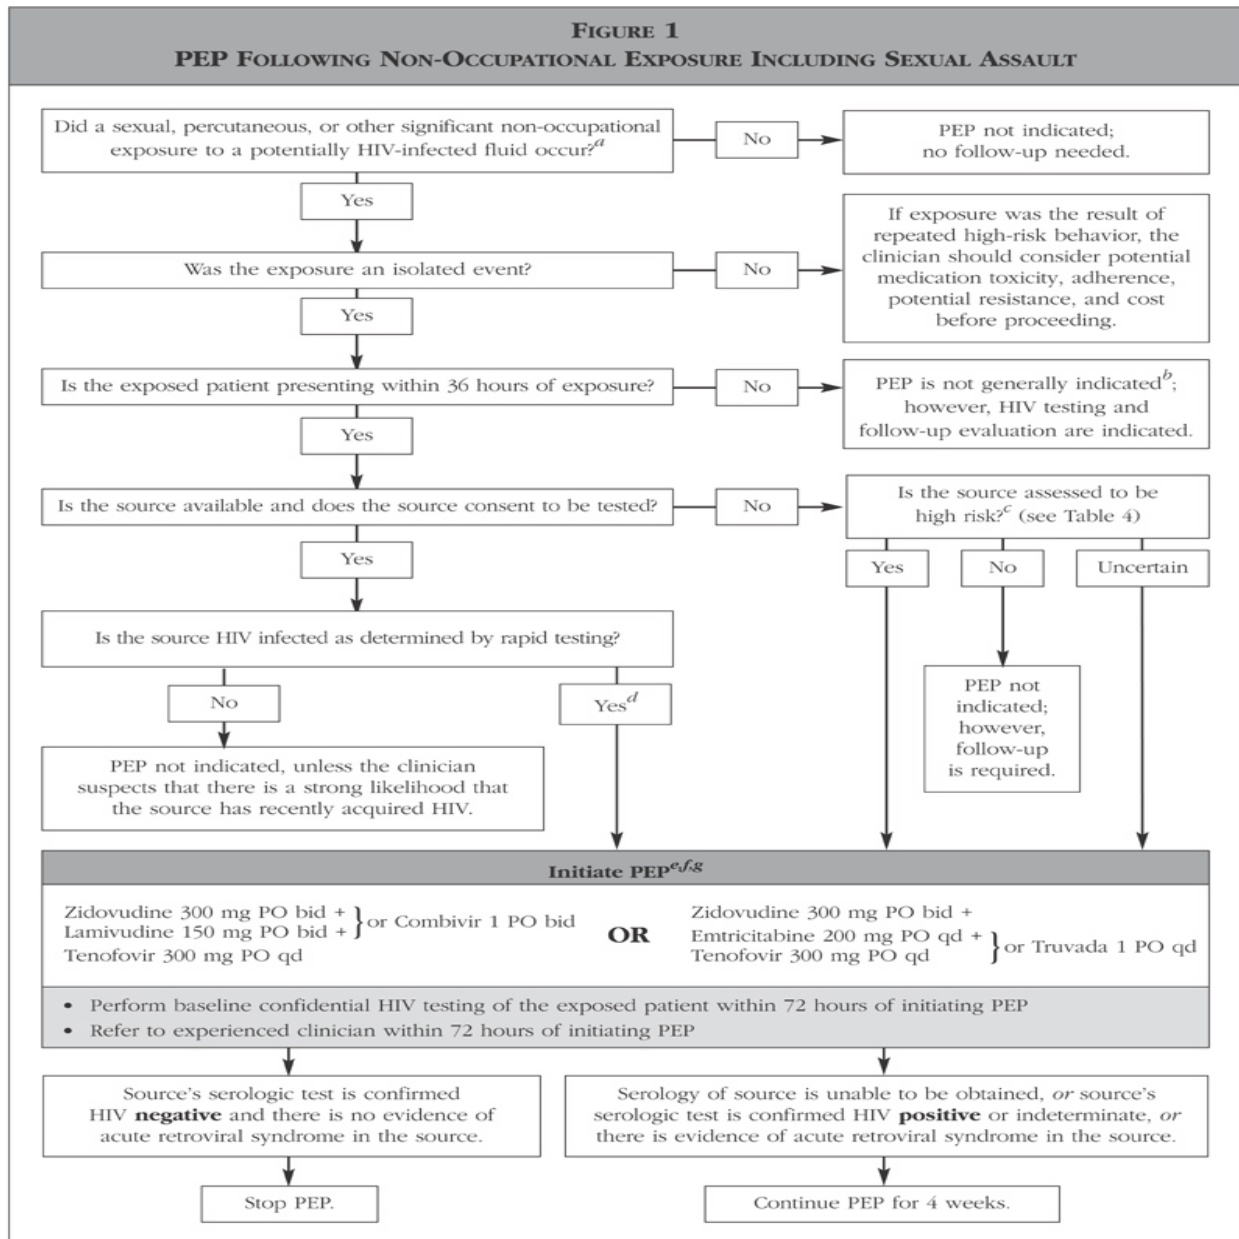 FIGURE 1
PEP FOLLOWING NON-OCCUPATIONAL EXPOSURE INCLUDING SEXUAL ASSAULT
Did a sexual, percutaneous, or other significant non-occupational
exposure to a potentially HIV-infected fluid occur?a
No
PEP not indicated;
no follow-up needed.
Yes
Was the exposure an isolated event?
No
If exposure was the result of
repeated high-risk behavior, the
clinician should consider potential
medication toxicity, adherence,
potential resistance, and cost
before proceeding.
Yes
Is the exposed patient presenting within 36 hours of exposure?
No
PEP is not generally indicatedb;
however, HIV testing and
follow-up evaluation are indicated.
Yes
Is the source available and does the source consent to be tested?
No
Is the source assessed to be
high risk?c (see Table 4)
Yes
Yes
No
Uncertain
Is the source HIV infected as determined by rapid testing?
No
Yesd
PEP not
indicated;
however,
follow-up
is required.
PEP not indicated, unless the clinician
suspects that there is a strong likelihood that
the source has recently acquired HIV.
Initiate PEPe,f,g
Zidovudine 300 mg PO bid +
Lamivudine 150 mg PO bid +
} or Combivir 1 PO bid
Tenofovir 300 mg PO qd
OR
Zidovudine 300 mg PO bid +
Emtricitabine 200 mg PO qd +
Tenofovir 300 mg PO qd
} or Truvada 1 PO qd
• Perform baseline confidential HIV testing of the exposed patient within 72 hours of initiating PEP
• Refer to experienced clinician within 72 hours of initiating PEP
Source's serologic test is confirmed
HIV negative and there is no evidence of
acute retroviral syndrome in the source.
Stop PEP.
Serology of source is unable to be obtained, or source's
serologic test is confirmed HIV positive or indeterminate, or
there is evidence of acute retroviral syndrome in the source.
Continue PEP for 4 weeks.